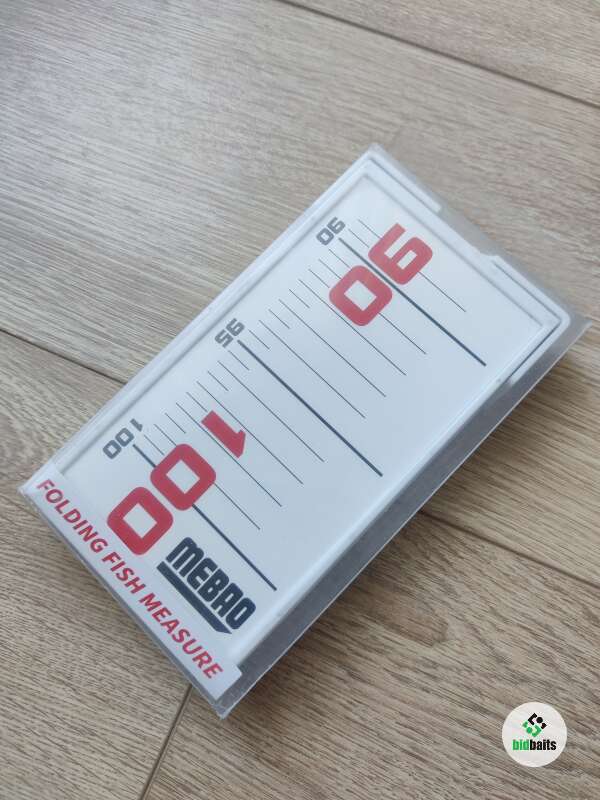 90
90
95
100
100
MEBAO
FOLDING FISH MEASURE
bidbaits